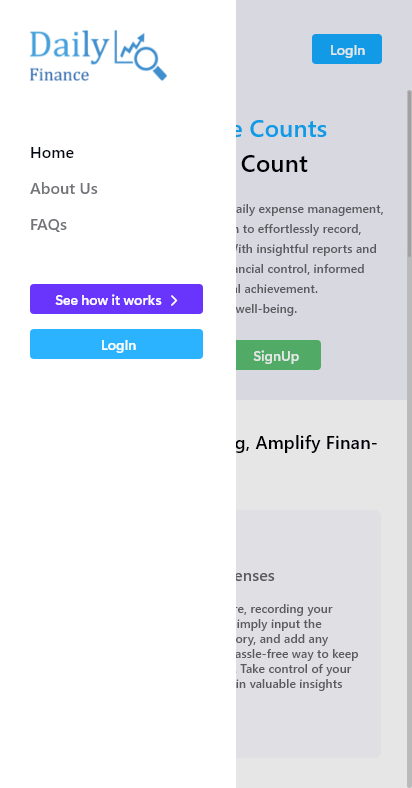 Daily
Finance
Home
About Us
FAQs
See how it works
LogIn
LogIn
e Counts
Count
aily expense management,
n to effortlessly record,
With insightful reports and
nancial control, informed
al achievement.
well-being.
SignUp
g, Amplify Finan-
enses
re, recording your
imply input the
ory, and add any
assle-free way to keep
. Take control of your
in valuable insights